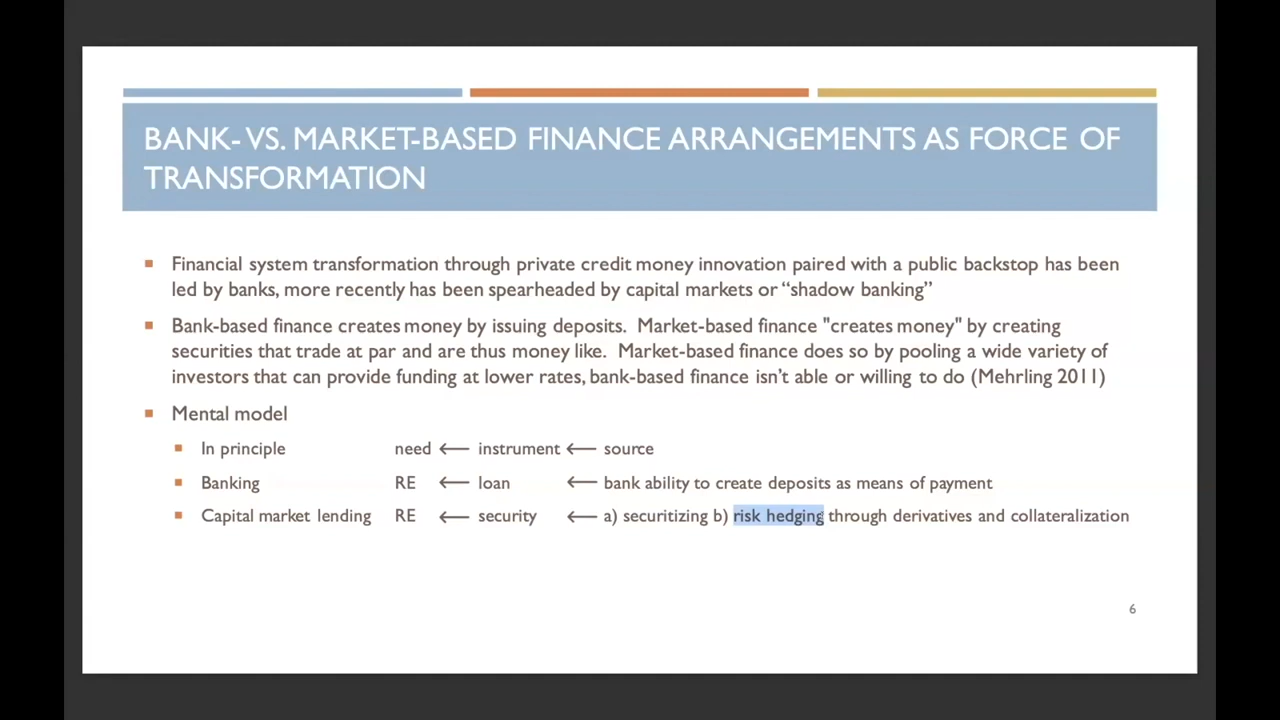 BANK- VS. MARKET-BASED FINANCE ARRANGEMENTS AS FORCE OF
TRANSFORMATION
Financial system transformation through private credit money innovation paired with a public backstop has been
led by banks, more recently has been spearheaded by capital markets or “shadow banking”
Bank-based finance creates money by issuing deposits.  Market-based finance "creates money" by creating
securities that trade at par and are thus money like.  Market-based finance does so by pooling a wide variety of
investors that can provide funding at lower rates, bank-based finance isn’t able or willing to do (Mehrling 2011)
Mental model
In principle need ⟵ instrument ⟵ source
Banking RE ⟵ loan ⟵ bank ability to create deposits as means of payment
Capital market lending RE ⟵ security ⟵ a) securitizing b) risk hedging through derivatives and collateralization
6